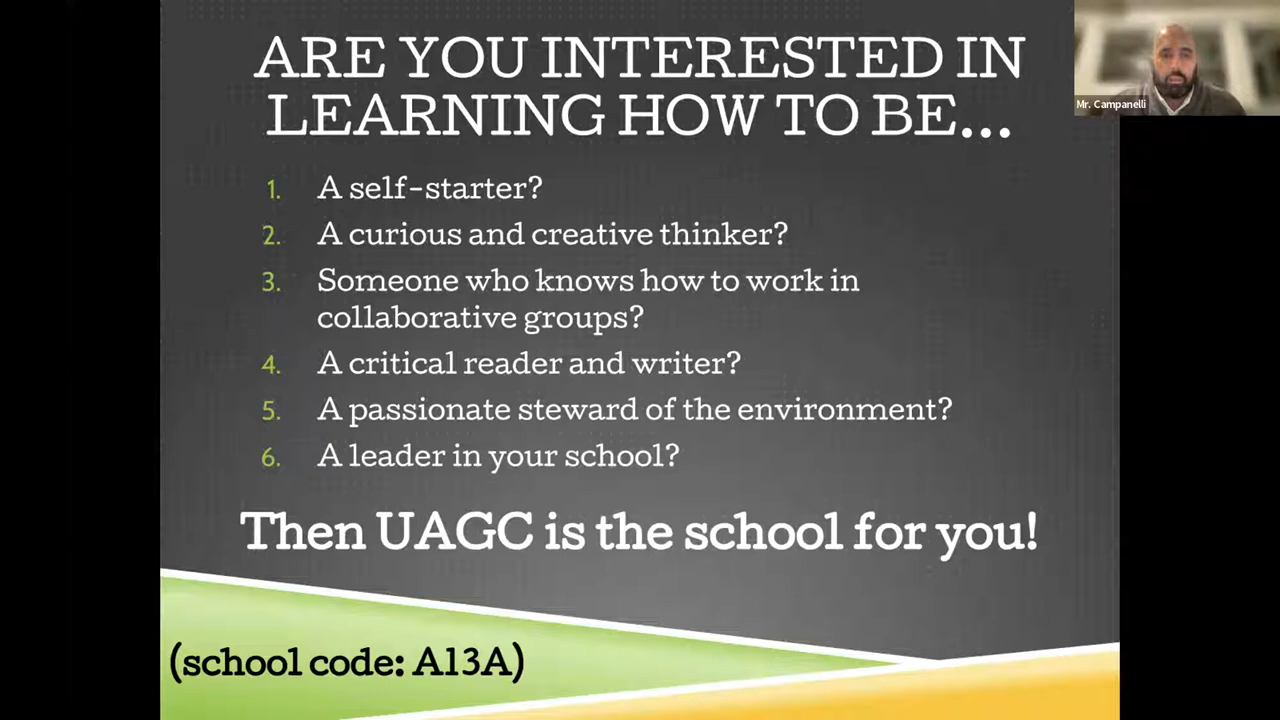 ARE YOU INTERESTED IN
LEARNING HOW TO BE...
Mr. Campanelli
1. A self-starter?
2. A curious and creative thinker?
3. Someone who knows how to work in
collaborative groups?
4. A critical reader and writer?
5. A passionate steward of the environment?
6. A leader in your school?
Then UAGC is the school for you!
(school code: A13A)